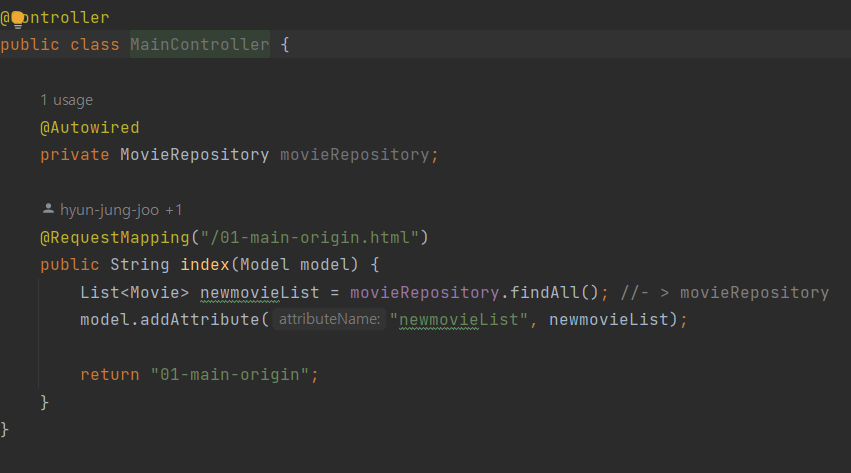 @Controller
public class MainController {
1 usage
@Autowired
private MovieRepository movieRepository;
hyun-jung-joo +1
@RequestMapping("/01-main-origin.html")
public String index(Model model) {
List<Movie> newmovieList = movieRepository.findAll(); //- > movieRepository
model.addAttribute( attributeName: "newmovieList", newmovieList);
return "01-main-origin";
}
}